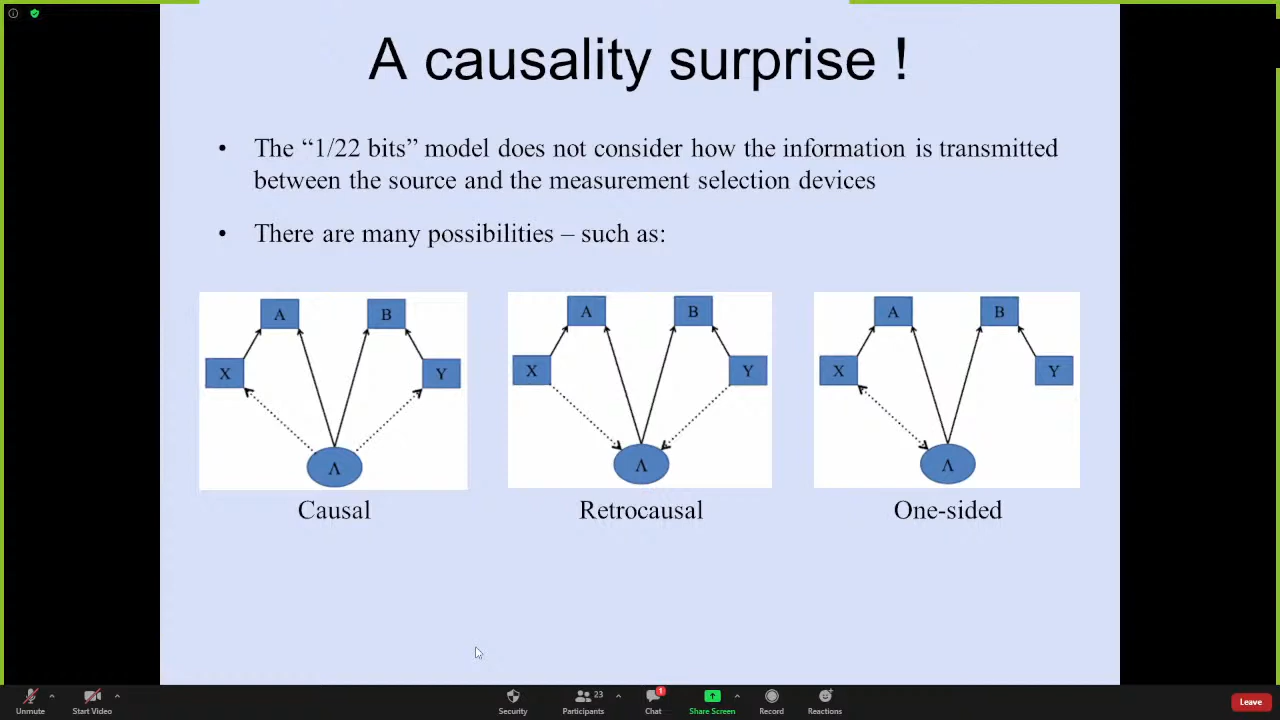 A causality surprise !
• The “1/22 bits” model does not consider how the information is transmitted
between the source and the measurement selection devices
• There are many possibilities – such as:
A B
X Y
Λ
Causal
A B
X Y
Λ
Retrocausal
A B
X Y
Λ
One-sided
Unmute
Start Video
Security
23
Participants
1
Chat
Share Screen
Record
Reactions
Leave